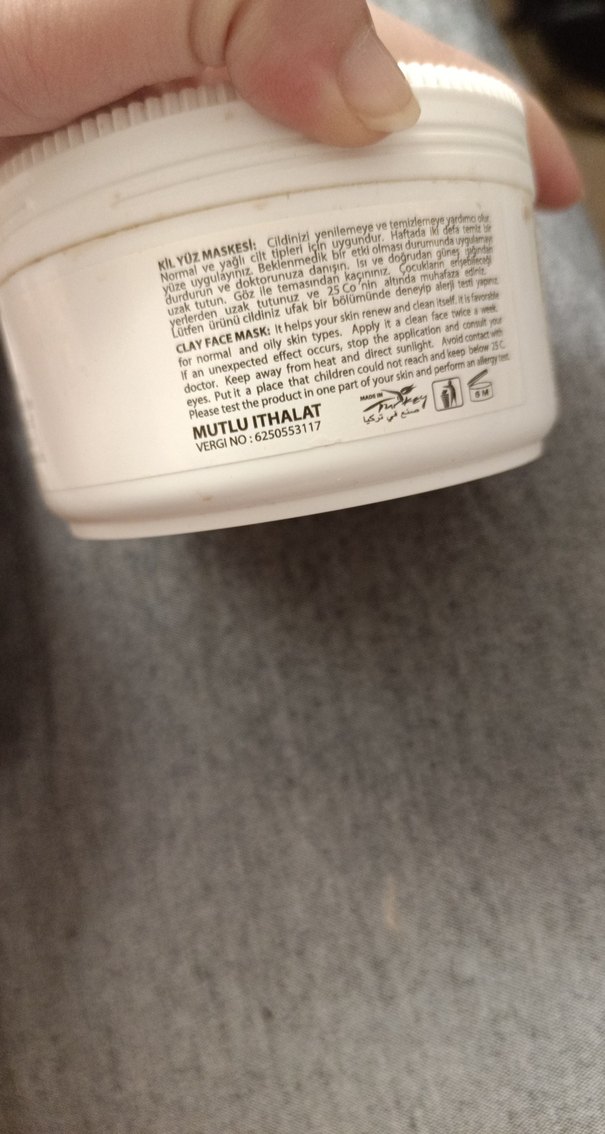 KİL YÜZ MASKESİ: Cildinizi yenilemeye ve temizlemeye yardımcı olur.
Normal ve yağlı cilt tipleri için uygundur. Haftada iki defa temiz bir
yüze uygulayınız. Beklenmedik bir etki olması durumunda uygulamayı
durdurun ve doktorunuza danışın. Isı ve doğrudan güneş ışığından
uzak tutun. Göz ile temasından kaçınınız. Çocukların erişebileceği
yerlerden uzak tutunuz ve 25 Co'nin altında muhafaza ediniz.
Lütfen ürünü cildiniz ufak bir bölümünde deneyip alerji testi yapınız.
CLAY FACE MASK: It helps your skin renew and clean itself. it is favorable
for normal and oily skin types. Apply it a clean face twice a week.
If an unexpected effect occurs, stop the application and consult your
doctor. Keep away from heat and direct sunlight. Avoid contact with
eyes. Put it a place that children could not reach and keep below 25 C
Please test the product in one part of your skin and perform an allergy test.
MUTLU ITHALAT
VERGI NO : 6250553117
MADE IN
Turkey
صنع في تركيا
6 M